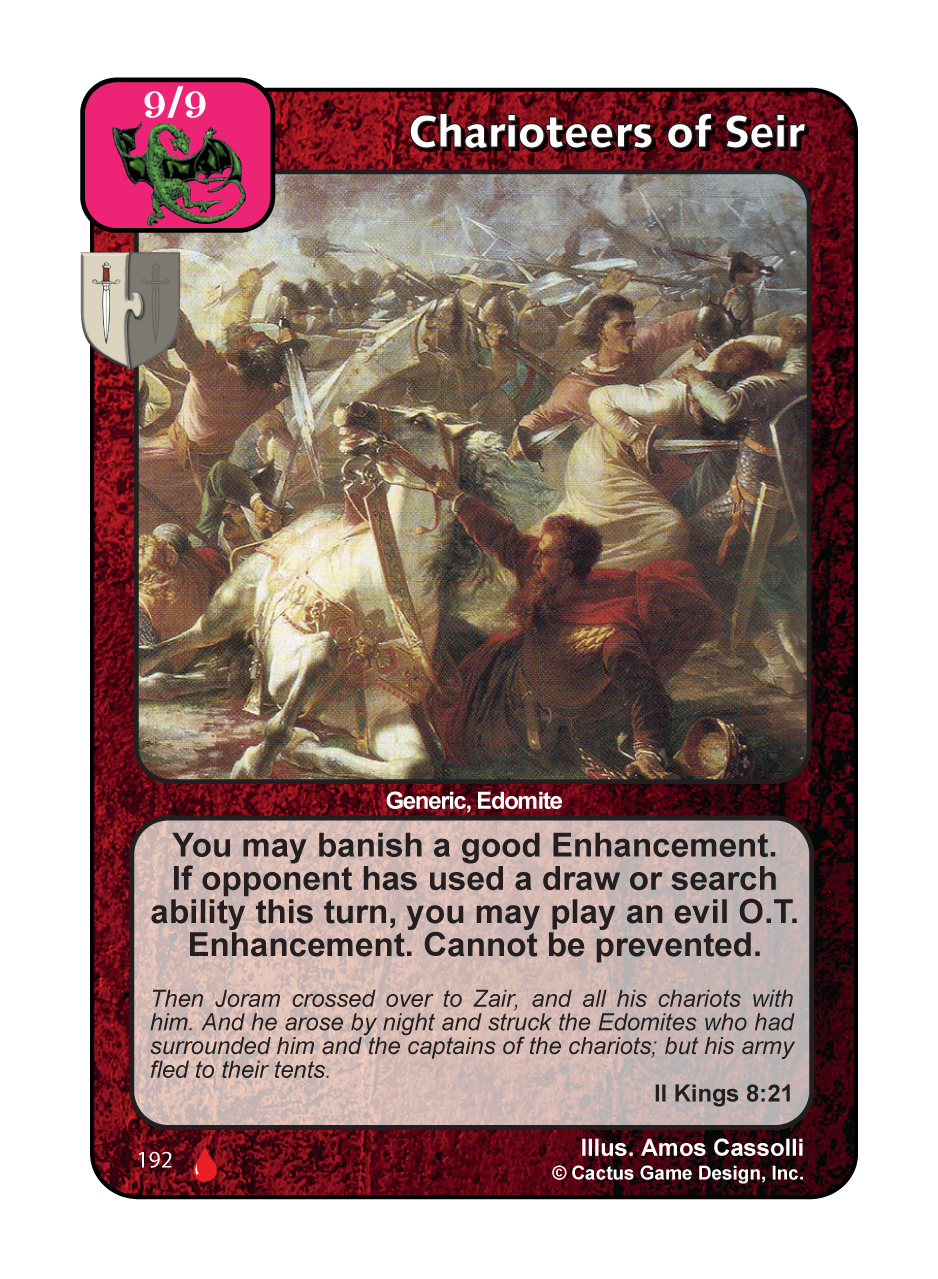 9/9
Charioteers of Seir
Generic, Edomite
You may banish a good Enhancement.
If opponent has used a draw or search
ability this turn, you may play an evil O.T.
Enhancement. Cannot be prevented.
Then Joram crossed over to Zair, and all his chariots with
him. And he arose by night and struck the Edomites who had
surrounded him and the captains of the chariots; but his army
fled to their tents.
II Kings 8:21
192
Illus. Amos Cassolli
© Cactus Game Design, Inc.